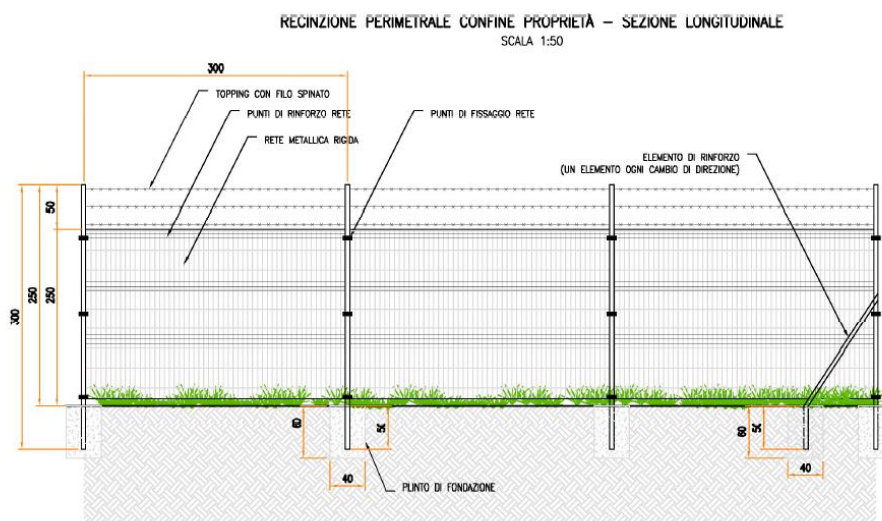 RECINZIONE PERIMETRALE CONFINE PROPRIETÀ – SEZIONE LONGITUDINALE
SCALA 1:50
300
TOPPING CON FILO SPINATO
PUNTI DI RINFORZO RETE
PUNTI DI FISSAGGIO RETE
RETE METALLICA RIGIDA
ELEMENTO DI RINFORZO
(UN ELEMENTO OGNI CAMBIO DI DIREZIONE)
50
300
250
250
60
50
60
50
40
40
PLINTO DI FONDAZIONE